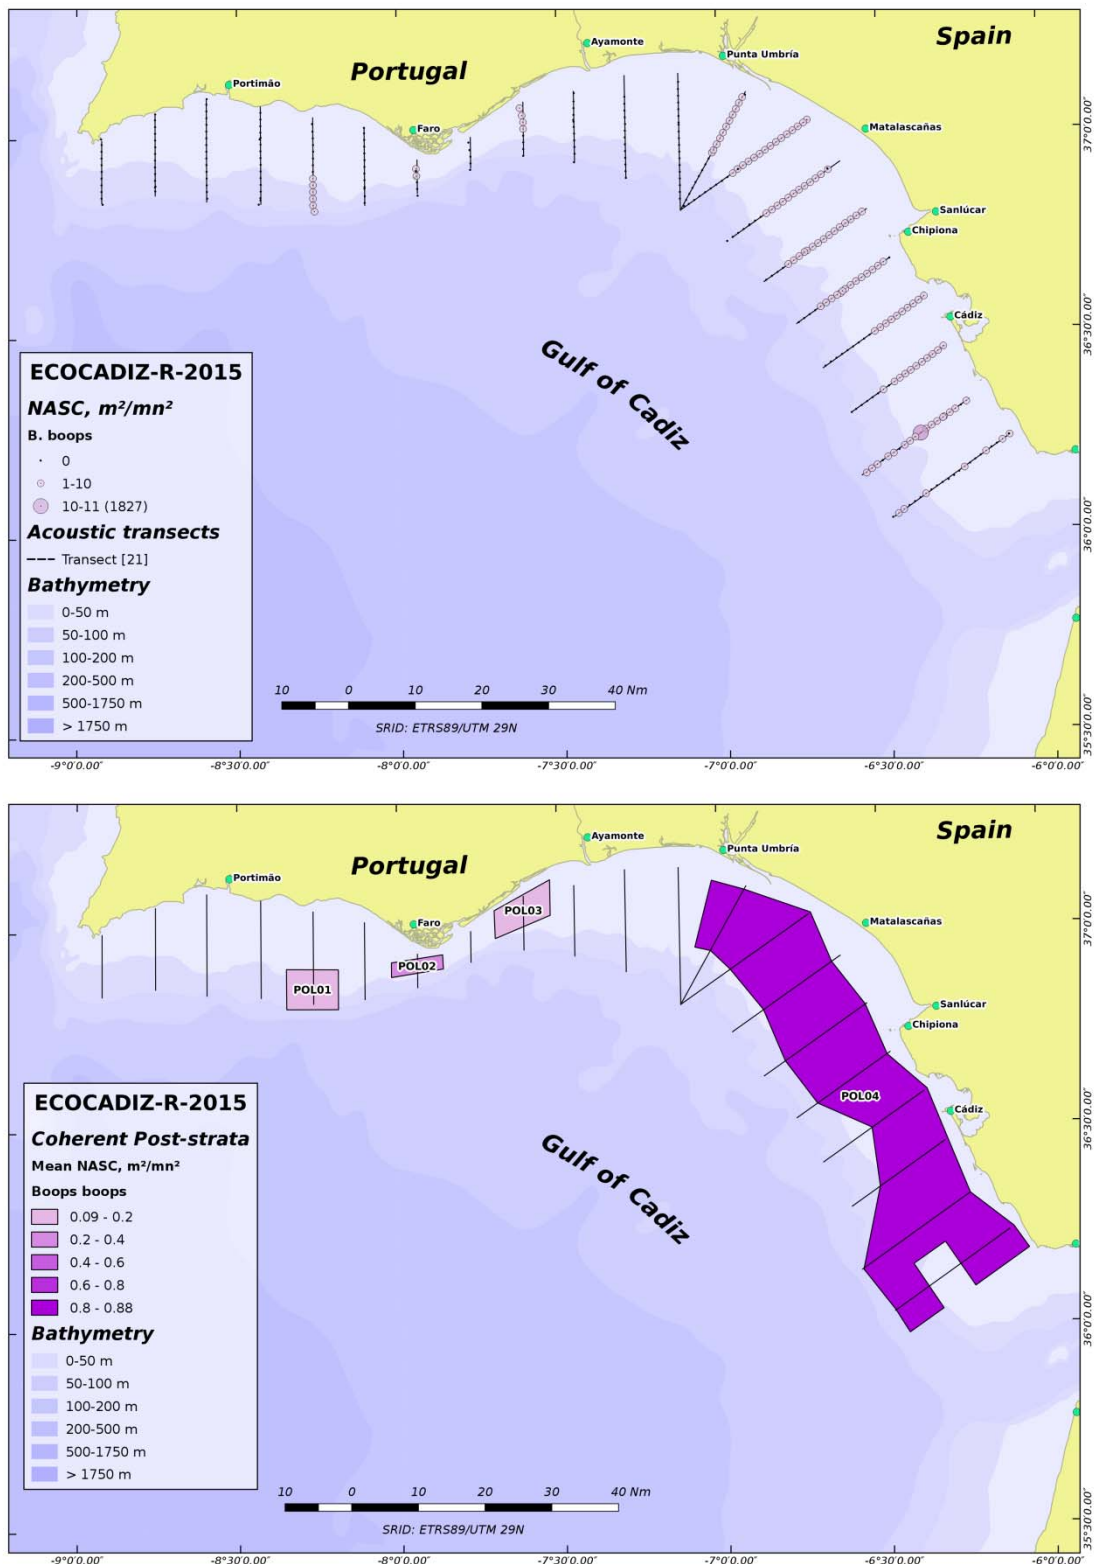 Spain
Ayamonte
Punta Umbría
Portugal
Portimão
Faro
Matalascañas
Sanlúcar
Chipiona
Cádiz
Gulf of Cadiz
37°0'0.00"
36°30'0.00"
36°0'0.00"
35°30'0.00"
ECOCADIZ-R-2015
NASC, m²/mn²
B. boops
0
1-10
10-11 (1827)
Acoustic transects
Transect [21]
Bathymetry
0-50 m
50-100 m
100-200 m
200-500 m
500-1750 m
> 1750 m
10 0 10 20 30 40 Nm
SRID: ETRS89/UTM 29N
-9°0'0.00" -8°30'0.00" -8°0'0.00" -7°30'0.00" -7°0'0.00" -6°30'0.00" -6°0'0.00"
Spain
Ayamonte
Punta Umbría
Portugal
Portimão
Faro
Matalascañas
POL03
POL02
POL01
Sanlúcar
Chipiona
POL04
Cádiz
Gulf of Cadiz
37°0'0.00"
36°30'0.00"
36°0'0.00"
35°30'0.00"
ECOCADIZ-R-2015
Coherent Post-strata
Mean NASC, m²/mn²
Boops boops
0.09 - 0.2
0.2 - 0.4
0.4 - 0.6
0.6 - 0.8
0.8 - 0.88
Bathymetry
0-50 m
50-100 m
100-200 m
200-500 m
500-1750 m
> 1750 m
10 0 10 20 30 40 Nm
SRID: ETRS89/UTM 29N
-9°0'0.00" -8°30'0.00" -8°0'0.00" -7°30'0.00" -7°0'0.00" -6°30'0.00" -6°0'0.00"